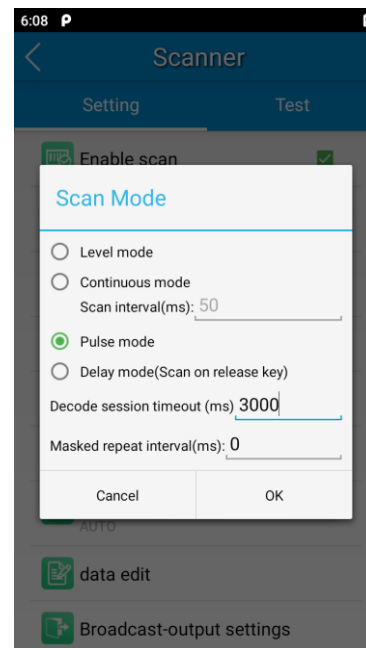 6:08
Scanner
Setting Test
Enable scan
Scan Mode
Level mode
Continuous mode
Scan interval(ms): 50
Pulse mode
Delay mode(Scan on release key)
Decode session timeout (ms) 3000
Masked repeat interval(ms): 0
Cancel OK
AUTO
data edit
Broadcast-output settings